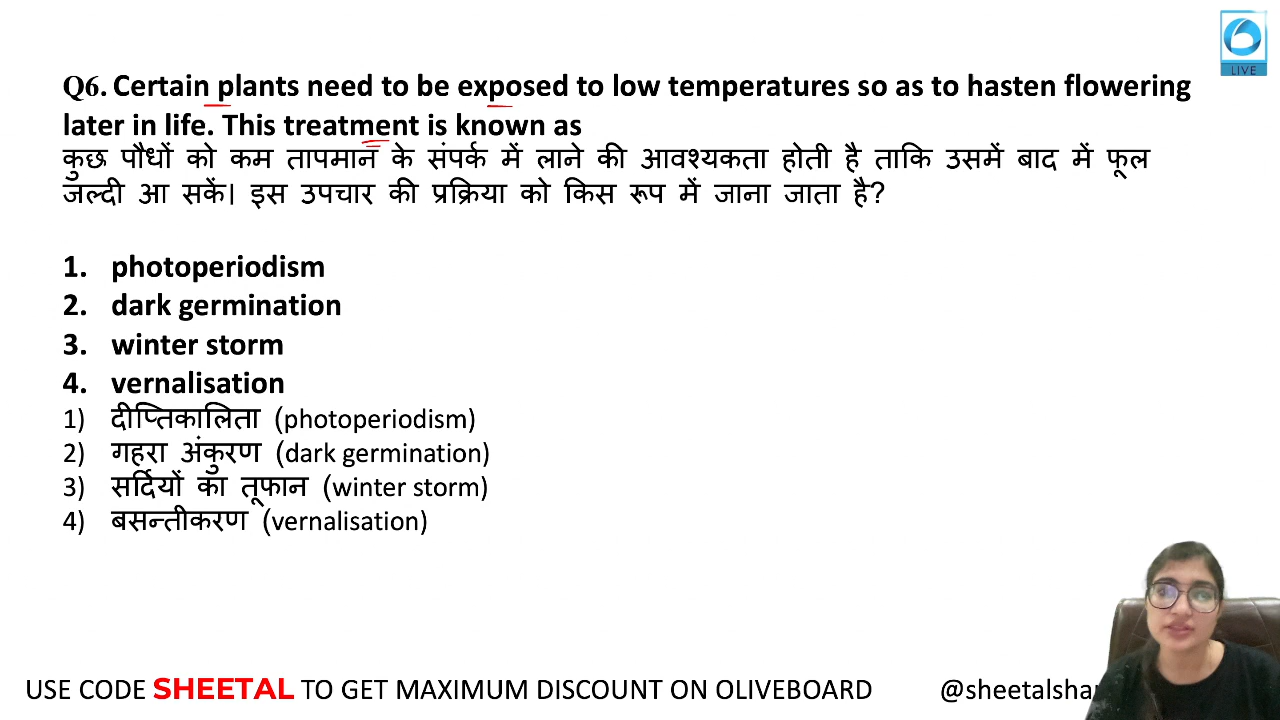 LIVE
Q6. Certain plants need to be exposed to low temperatures so as to hasten flowering
later in life. This treatment is known as
कुछ पौधों को कम तापमान के संपर्क में लाने की आवश्यकता होती है ताकि उसमें बाद में फूल
जल्दी आ सकें। इस उपचार की प्रक्रिया को किस रूप में जाना जाता है?
1. photoperiodism
2. dark germination
3. winter storm
4. vernalisation
1) दीप्तिकालिता (photoperiodism)
2) गहरा अंकुरण (dark germination)
3) सर्दियों का तूफान (winter storm)
4) बसन्तीकरण (vernalisation)
USE CODE SHEETAL TO GET MAXIMUM DISCOUNT ON OLIVEBOARD